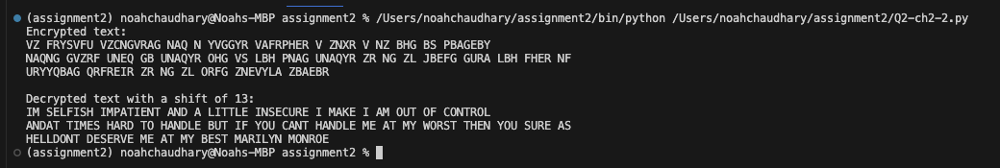 (assignment2) noahchaudhary@Noahs-MBP assignment2 % /Users/noahchaudhary/assignment2/bin/python /Users/noahchaudhary/assignment2/Q2-ch2-2.py
Encrypted text:
VZ FRYSVFU VZCNGVRAG NAQ N YVGGYR VAFRPHER V ZNXR V NZ BHG BS PBAGEBY
NAQNG GVZRF UNEQ GB UNAQYR OHG VS LBH PNAG UNAQYR ZR NG ZL JBEFG GURA LBH FHER NF
URYYQBAG QRFREIR ZR NG ZL ORFG ZNEVYLA ZBAEBR
Decrypted text with a shift of 13:
IM SELFISH IMPATIENT AND A LITTLE INSECURE I MAKE I AM OUT OF CONTROL
ANDAT TIMES HARD TO HANDLE BUT IF YOU CANT HANDLE ME AT MY WORST THEN YOU SURE AS
HELLDONT DESERVE ME AT MY BEST MARILYN MONROE
(assignment2) noahchaudhary@Noahs-MBP assignment2 %